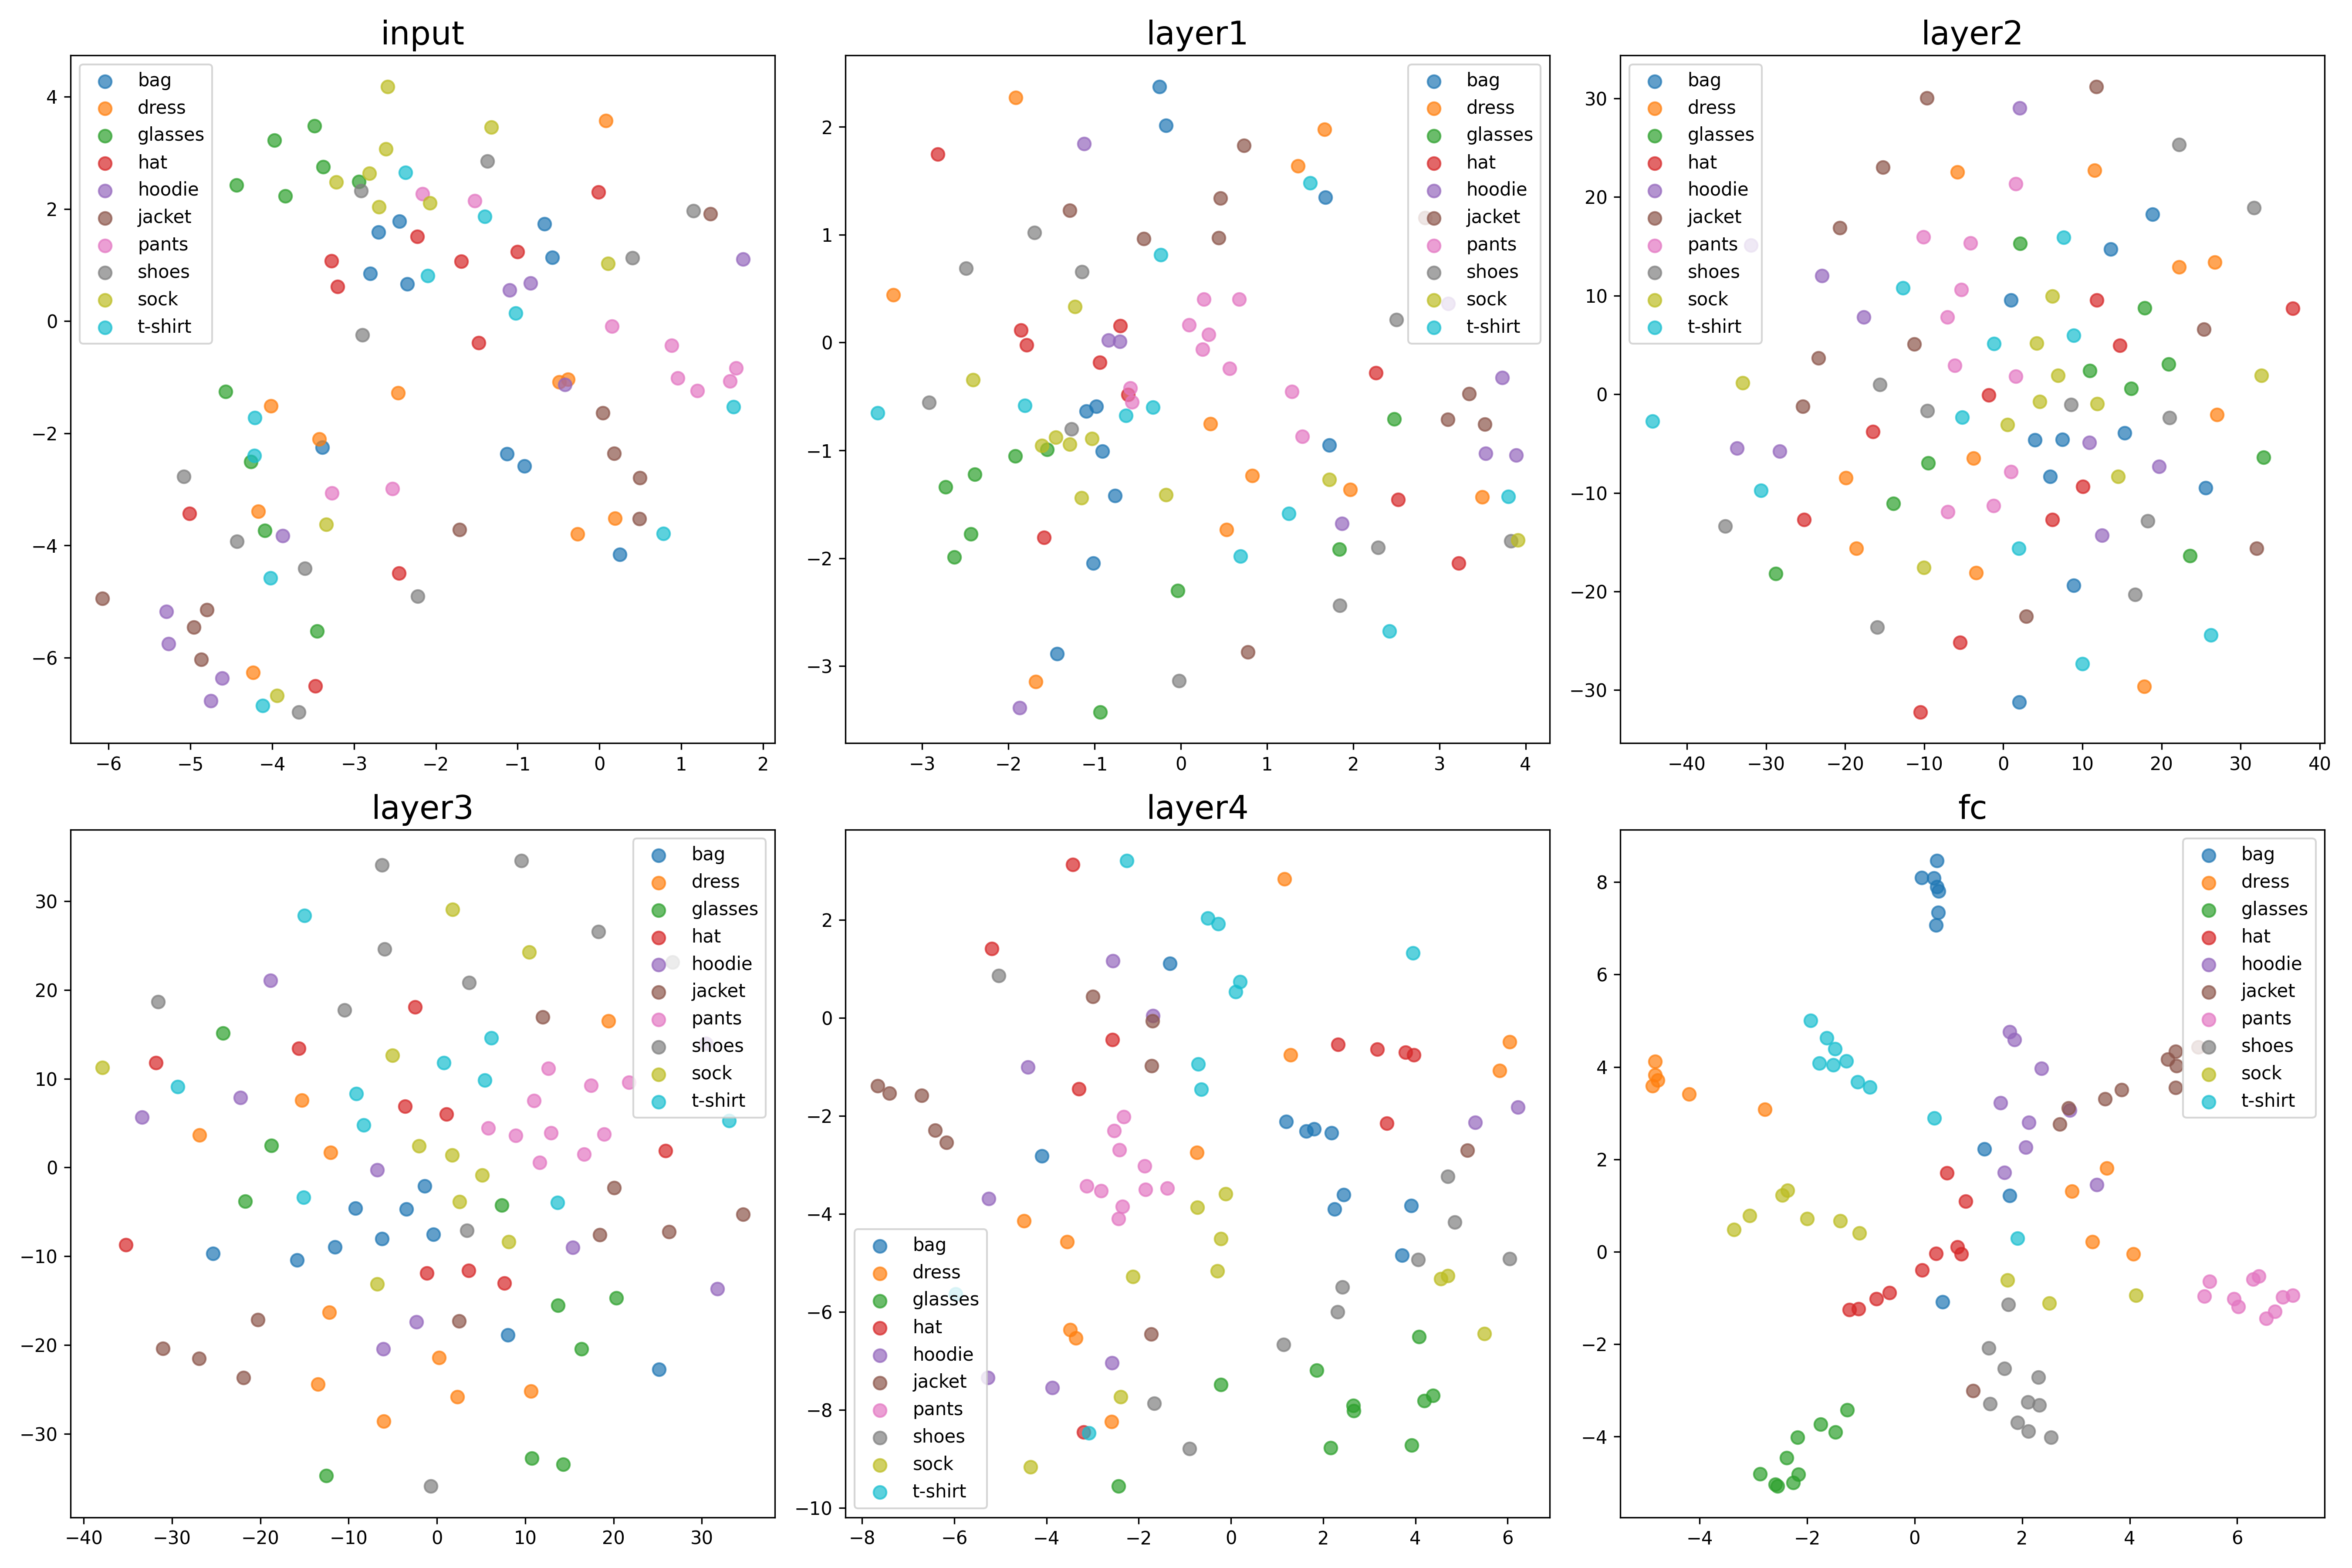 input
bag
dress
glasses
hat
hoodie
jacket
pants
shoes
sock
t-shirt
4
2
0
−2
−4
−6
−6 −5 −4 −3 −2 −1 0 1 2
layer1
bag
dress
glasses
hat
hoodie
jacket
pants
shoes
sock
t-shirt
2
1
0
−1
−2
−3
−3 −2 −1 0 1 2 3 4
layer2
bag
dress
glasses
hat
hoodie
jacket
pants
shoes
sock
t-shirt
30
20
10
0
−10
−20
−30
−40 −30 −20 −10 0 10 20 30 40
layer3
bag
dress
glasses
hat
hoodie
jacket
pants
shoes
sock
t-shirt
30
20
10
0
−10
−20
−30
−40 −30 −20 −10 0 10 20 30
layer4
2
0
−2
−4
−6
−8
−10
bag
dress
glasses
hat
hoodie
jacket
pants
shoes
sock
t-shirt
−8 −6 −4 −2 0 2 4 6
fc
bag
dress
glasses
hat
hoodie
jacket
pants
shoes
sock
t-shirt
8
6
4
2
0
−2
−4
−4 −2 0 2 4 6